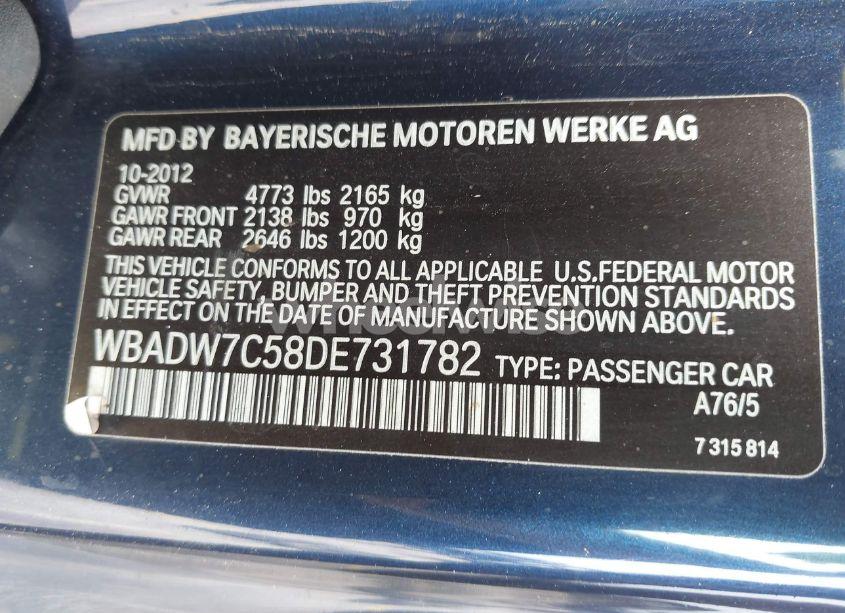 MFD BY BAYERISCHE MOTOREN WERKE AG
10-2012
GVWR 4773 lbs 2165 kg
GAWR FRONT 2138 lbs 970 kg
GAWR REAR 2646 lbs 1200 kg
THIS VEHICLE CONFORMS TO ALL APPLICABLE U.S.FEDERAL MOTOR
VEHICLE SAFETY, BUMPER AND THEFT PREVENTION STANDARDS
IN EFFECT ON THE DATE OF MANUFACTURE SHOWN ABOVE.
WBADW7C58DE731782 TYPE: PASSENGER CAR
A76/5
7 315 814